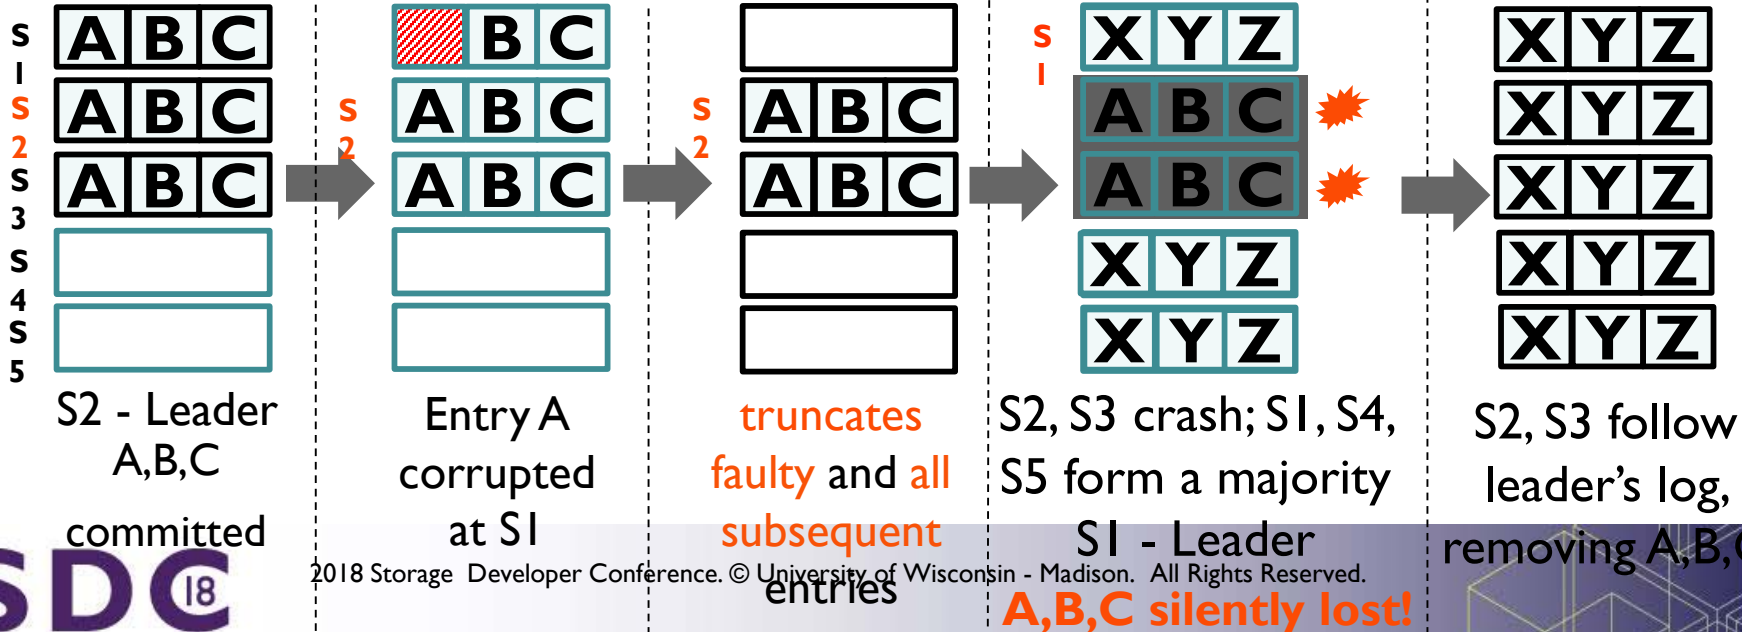 S1 A B C
S2 A B C
S3 A B C
S4
S5
S2 - Leader
A,B,C
committed
B C
S2 A B C
A B C
Entry A
corrupted
at S1
S2 A B C
A B C
truncates
faulty and all
subsequent
entries
S1 X Y Z
A B C
A B C
X Y Z
X Y Z
S2, S3 crash; S1, S4,
S5 form a majority
S1 - Leader
A,B,C silently lost!
X Y Z
X Y Z
X Y Z
X Y Z
X Y Z
S2, S3 follow
leader's log,
removing A,B,C
SDC 18
2018 Storage Developer Conference. © University of Wisconsin - Madison. All Rights Reserved.